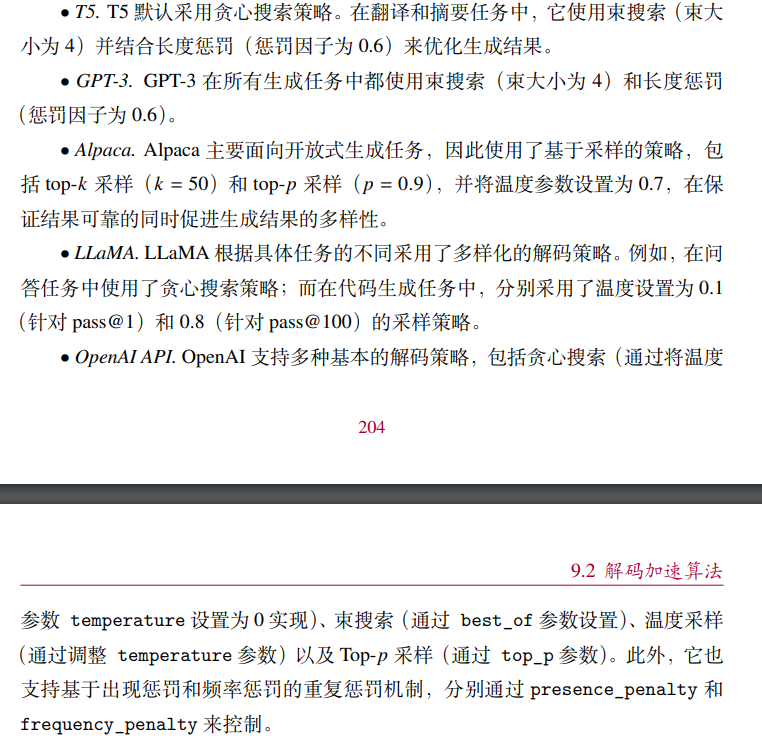 • T5. T5 默认采用贪心搜索策略。在翻译和摘要任务中，它使用束搜索（束大
小为 4）并结合长度惩罚（惩罚因子为 0.6）来优化生成结果。
• GPT-3. GPT-3 在所有生成任务中都使用束搜索（束大小为 4）和长度惩罚
（惩罚因子为 0.6）。
• Alpaca. Alpaca 主要面向开放式生成任务，因此使用了基于采样的策略，包
括 top-k 采样（k = 50）和 top-p 采样（p = 0.9），并将温度参数设置为 0.7，在保
证结果可靠的同时促进生成结果的多样性。
• LLaMA. LLaMA 根据具体任务的不同采用了多样化的解码策略。例如，在问
答任务中使用了贪心搜索策略；而在代码生成任务中，分别采用了温度设置为 0.1
（针对 pass@1）和 0.8（针对 pass@100）的采样策略。
• OpenAI API. OpenAI 支持多种基本的解码策略，包括贪心搜索（通过将温度
204
9.2 解码加速算法
参数 temperature 设置为 0 实现）、束搜索（通过 best_of 参数设置）、温度采样
（通过调整 temperature 参数）以及 Top-p 采样（通过 top_p 参数）。此外，它也
支持基于出现惩罚和频率惩罚的重复惩罚机制，分别通过 presence_penalty 和
frequency_penalty 来控制。